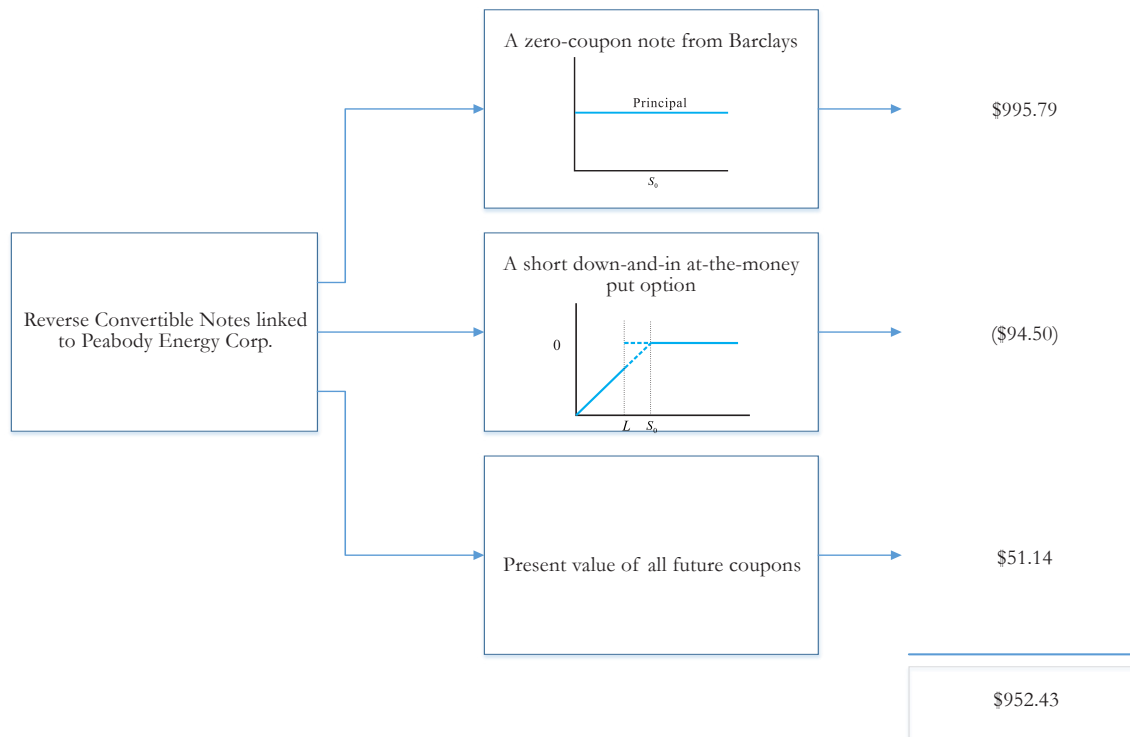 A zero-coupon note from Barclays
Principal
S₀
$995.79
Reverse Convertible Notes linked
to Peabody Energy Corp.
A short down-and-in at-the-money
put option
0
L S₀
($94.50)
Present value of all future coupons
$51.14
$952.43